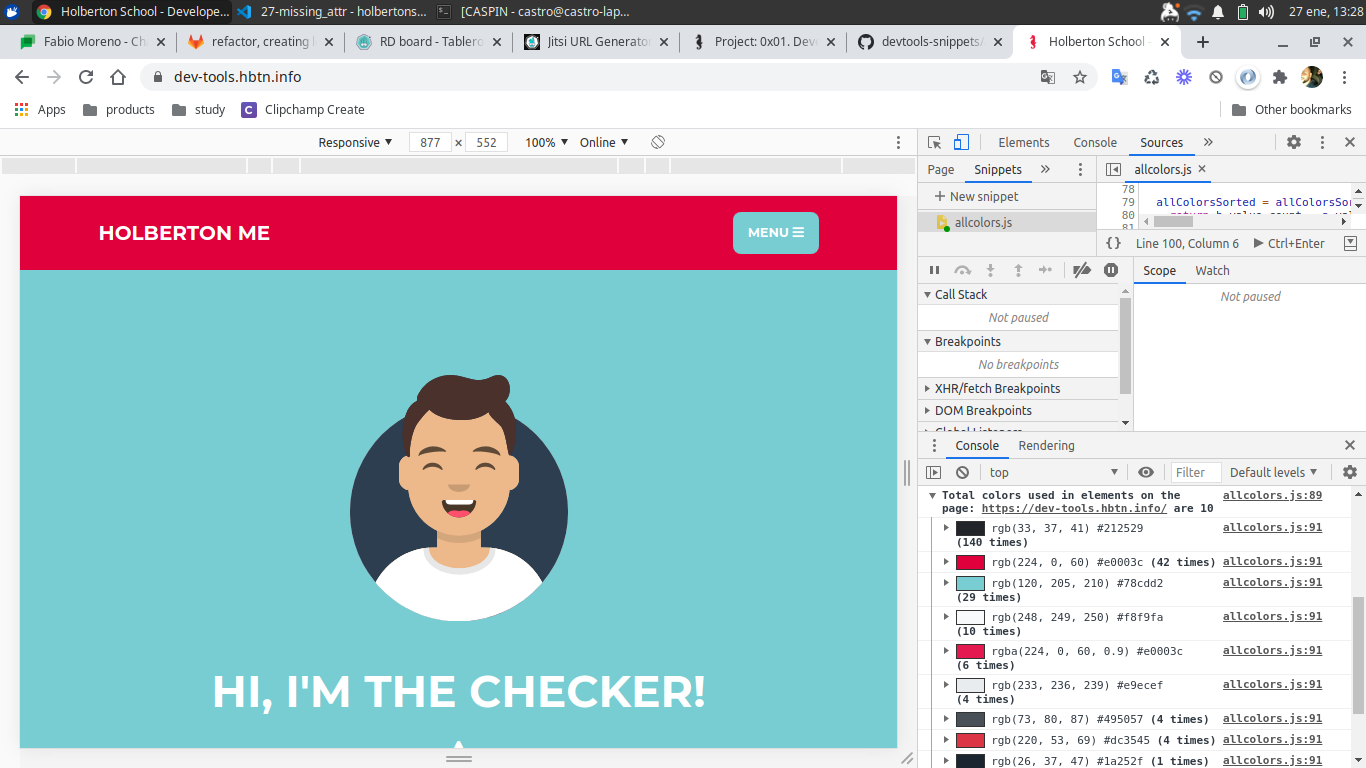 Holberton School - Develope...
27-missing_attr - holbertons...
[CASPIN - castro@castro-lap...
27 ene, 13:28
Fabio Moreno - Ch
refactor, creating
RD board - Tablero
Jitsi URL Generator
Project: 0x01. Dev
devtools-snippets/
Holberton School -
dev-tools.hbtn.info
Apps
products
study
C
Clipchamp Create
Other bookmarks
Responsive
877
×
552
100%
Online
HOLBERTON ME
MENU
HI, I'M THE CHECKER!
Elements
Console
Sources
Page
Snippets
allcolors.js
New snippet
allcolors.js
78
79 allColorsSorted = allColorsSor
80
Line 100, Column 6
Ctrl+Enter
Scope
Watch
Not paused
Call Stack
Not paused
Breakpoints
No breakpoints
XHR/fetch Breakpoints
DOM Breakpoints
Global Listeners
Console
Rendering
top
Filter
Default levels
Total colors used in elements on the allcolors.js:89
page: https://dev-tools.hbtn.info/ are 10
rgb(33, 37, 41) #212529 allcolors.js:91
(140 times)
rgb(224, 0, 60) #e0003c (42 times) allcolors.js:91
rgb(120, 205, 210) #78cdd2 allcolors.js:91
(29 times)
rgb(248, 249, 250) #f8f9fa allcolors.js:91
(10 times)
rgba(224, 0, 60, 0.9) #e0003c allcolors.js:91
(6 times)
rgb(233, 236, 239) #e9ecef allcolors.js:91
(4 times)
rgb(73, 80, 87) #495057 (4 times) allcolors.js:91
rgb(220, 53, 69) #dc3545 (4 times) allcolors.js:91
rgb(26, 37, 47) #1a252f (1 times) allcolors.js:91